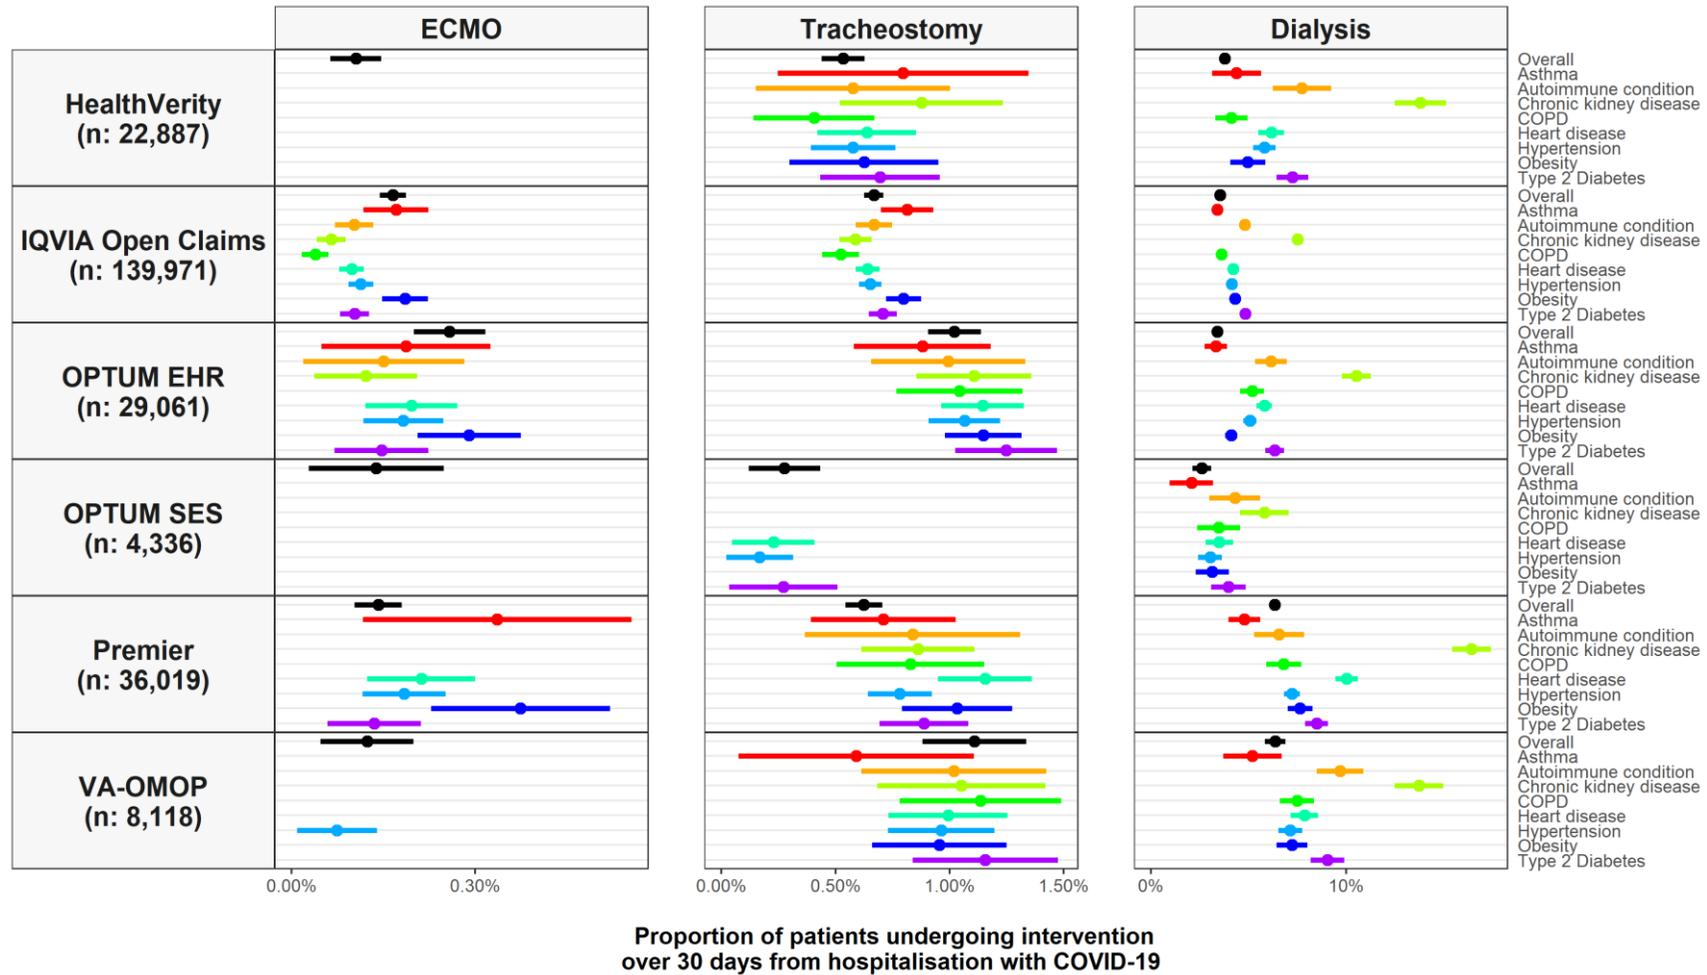 ECMO
Tracheostomy
Dialysis
HealthVerity
(n: 22,887)
Overall
Asthma
Autoimmune condition
Chronic kidney disease
COPD
Heart disease
Hypertension
Obesity
Type 2 Diabetes
IQVIA Open Claims
(n: 139,971)
Overall
Asthma
Autoimmune condition
Chronic kidney disease
COPD
Heart disease
Hypertension
Obesity
Type 2 Diabetes
OPTUM EHR
(n: 29,061)
Overall
Asthma
Autoimmune condition
Chronic kidney disease
COPD
Heart disease
Hypertension
Obesity
Type 2 Diabetes
OPTUM SES
(n: 4,336)
Overall
Asthma
Autoimmune condition
Chronic kidney disease
COPD
Heart disease
Hypertension
Obesity
Type 2 Diabetes
Premier
(n: 36,019)
Overall
Asthma
Autoimmune condition
Chronic kidney disease
COPD
Heart disease
Hypertension
Obesity
Type 2 Diabetes
VA-OMOP
(n: 8,118)
Overall
Asthma
Autoimmune condition
Chronic kidney disease
COPD
Heart disease
Hypertension
Obesity
Type 2 Diabetes
0.00% 0.30%
0.00% 0.50% 1.00% 1.50%
0% 10%
Proportion of patients undergoing intervention
over 30 days from hospitalisation with COVID-19